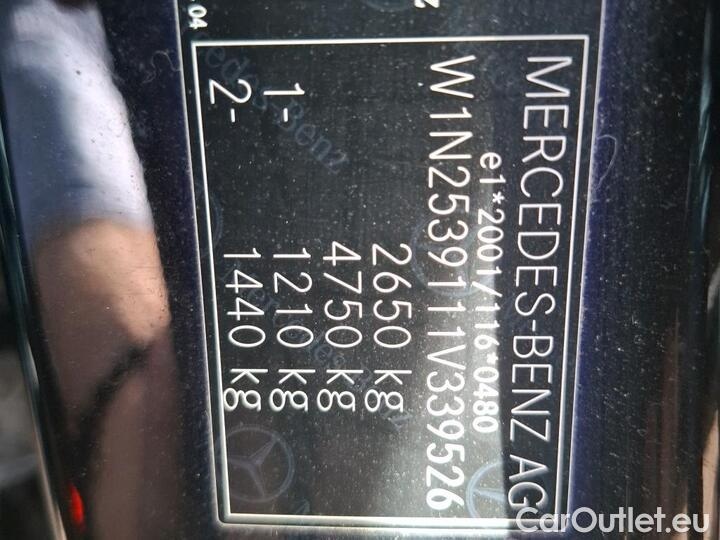 MERCEDES-BENZ AG
e1*2001/116*0480
W1N2539111V339526
2650 kg
4750 kg
1- 1210 kg
2- 1440 kg
CarOutlet.eu